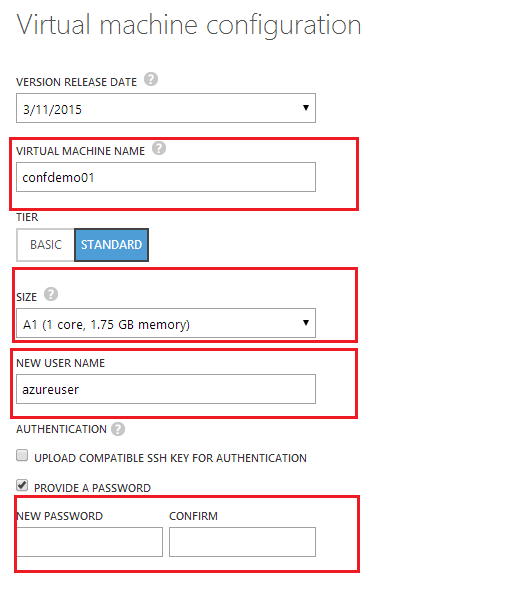 Virtual machine configuration
VERSION RELEASE DATE ?
3/11/2015
VIRTUAL MACHINE NAME ?
confdemo01
TIER
BASIC STANDARD
SIZE ?
A1 (1 core, 1.75 GB memory)
NEW USER NAME
azureuser
AUTHENTICATION ?
UPLOAD COMPATIBLE SSH KEY FOR AUTHENTICATION
PROVIDE A PASSWORD
NEW PASSWORD CONFIRM